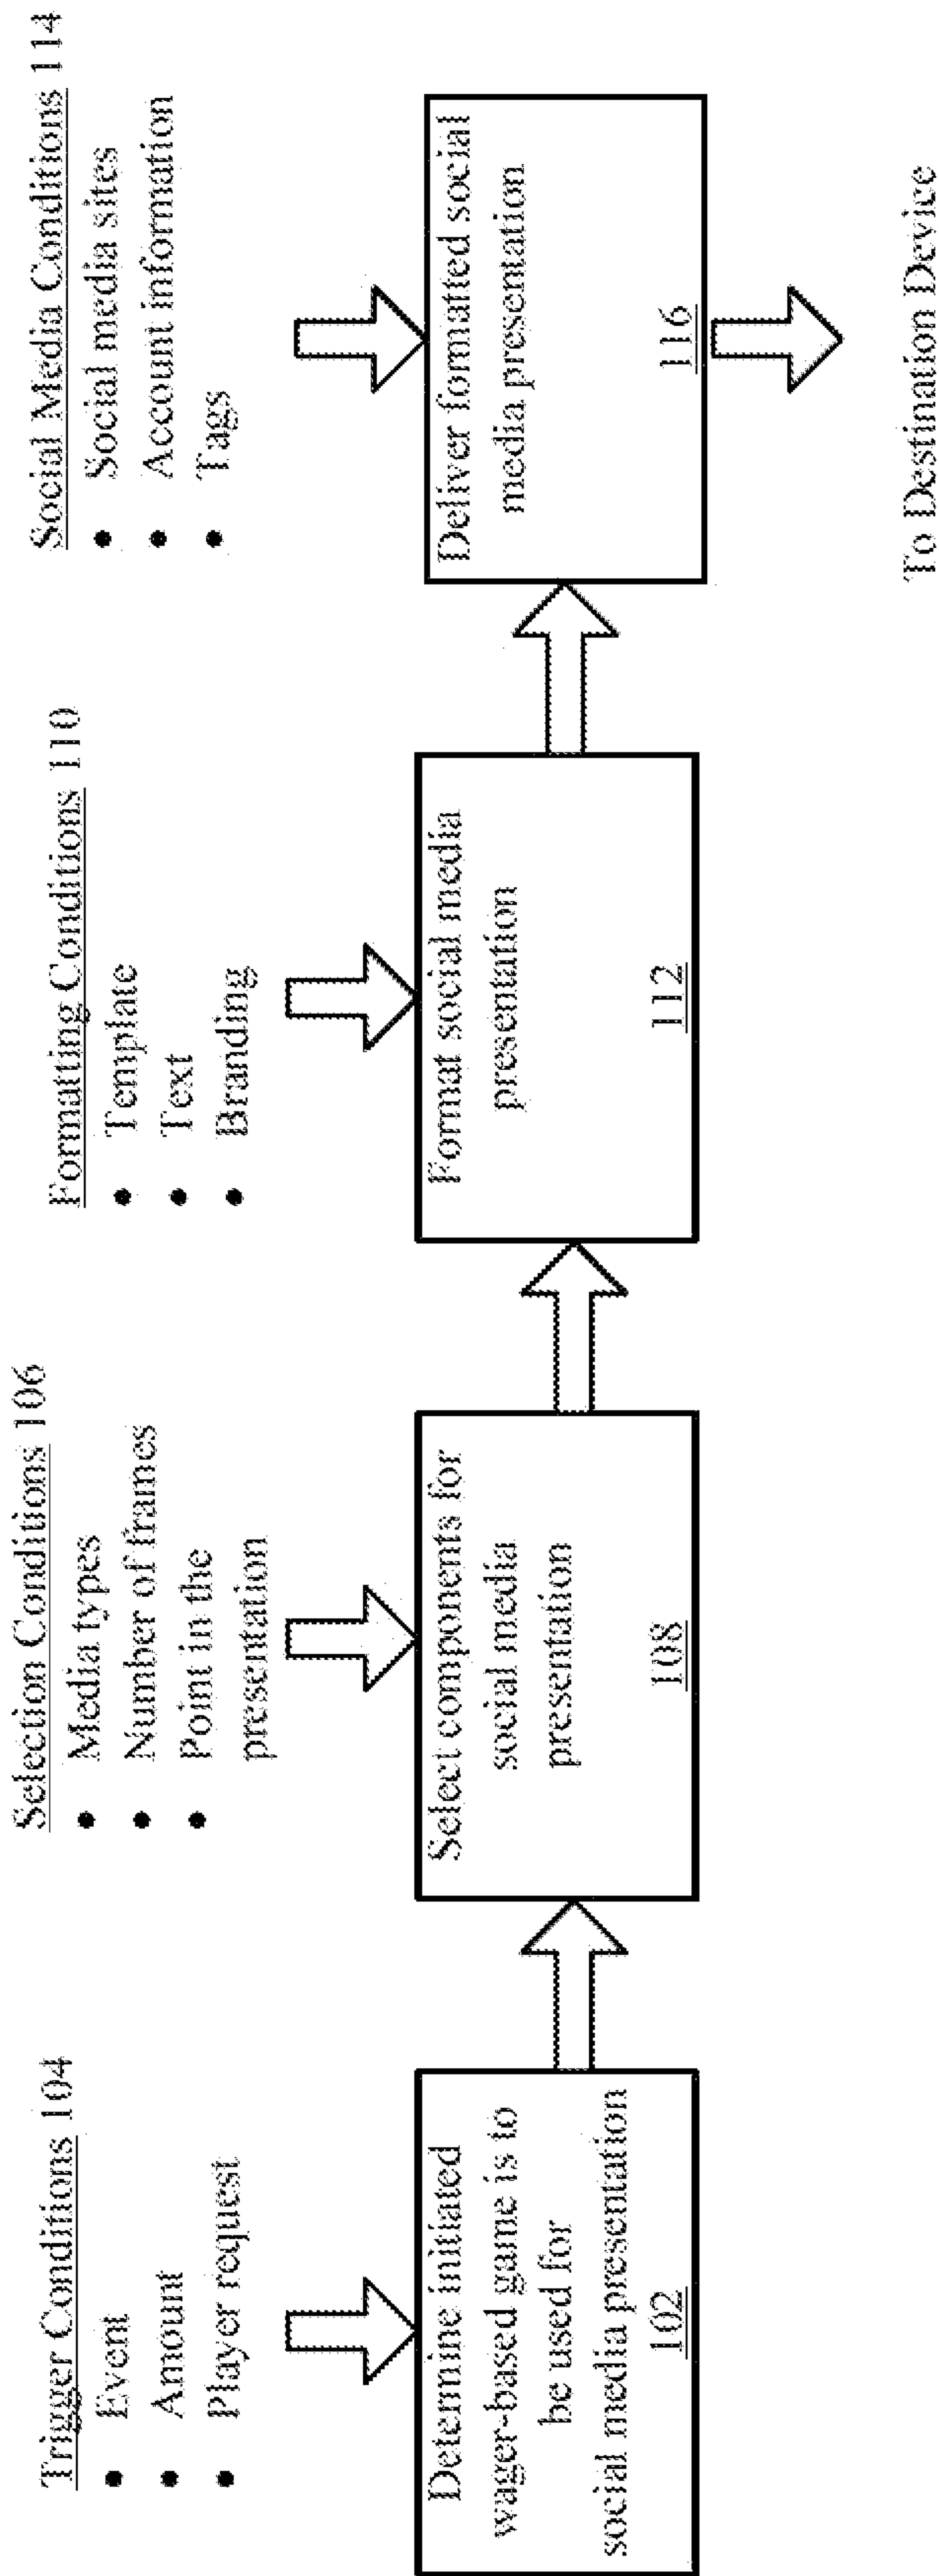 Trigger Conditions 104
• Event
• Amount
• Player request
Determine initiated
wager-based game is to
be used for
social media presentation
102
Selection Conditions 106
• Media types
• Number of frames
• Point in the
presentation
Select components for
social media
presentation
108
Formatting Conditions 110
• Template
• Text
• Branding
Format social media
presentation
112
Social Media Conditions 114
• Social media sites
• Account information
• Tags
Deliver formatted social
media presentation
116
To Destination Device